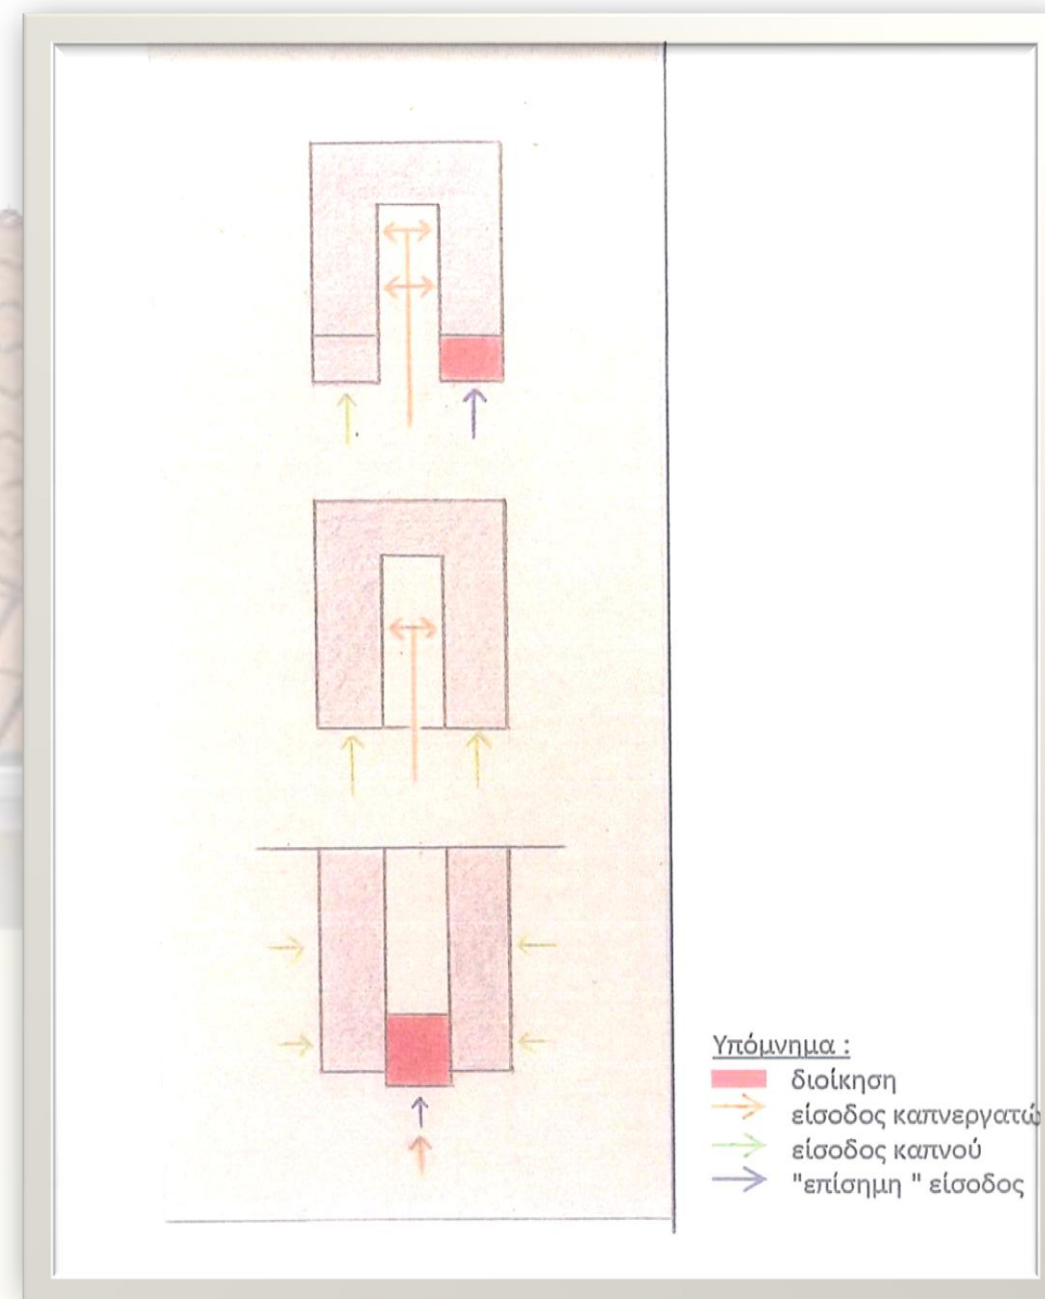 Υπόμνημα :
διοίκηση
είσοδος καπνεργατώ
είσοδος καπνού
"επίσημη " είσοδος